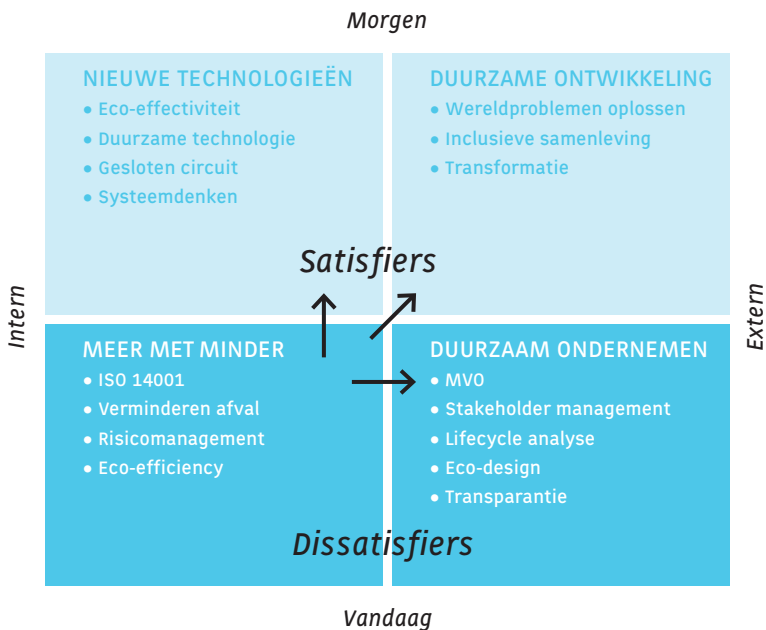 Morgen
NIEUWE TECHNOLOGIEËN
• Eco-effectiviteit
• Duurzame technologie
• Gesloten circuit
• Systeemdenken
DUURZAME ONTWIKKELING
• Wereldproblemen oplossen
• Inclusieve samenleving
• Transformatie
Satisfiers
Intern
Extern
MEER MET MINDER
• ISO 14001
• Verminderen afval
• Risicomanagement
• Eco-efficiency
DUURZAAM ONDERNEMEN
• MVO
• Stakeholder management
• Lifecycle analyse
• Eco-design
• Transparantie
Dissatisfiers
Vandaag